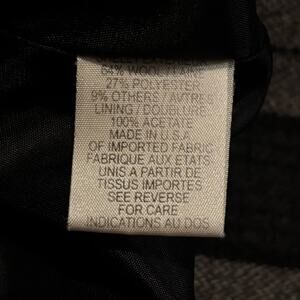 64% WOOL / LAINE
27% POLYESTER
9% OTHERS / AUTRES
LINING / DOUBLURE
100% ACETATE
MADE IN U.S.A
OF IMPORTED FABRIC
FABRIQUE AUX ETATS
UNIS A PARTIR DE
TISSUS IMPORTES
SEE REVERSE
FOR CARE
INDICATIONS AU DOS